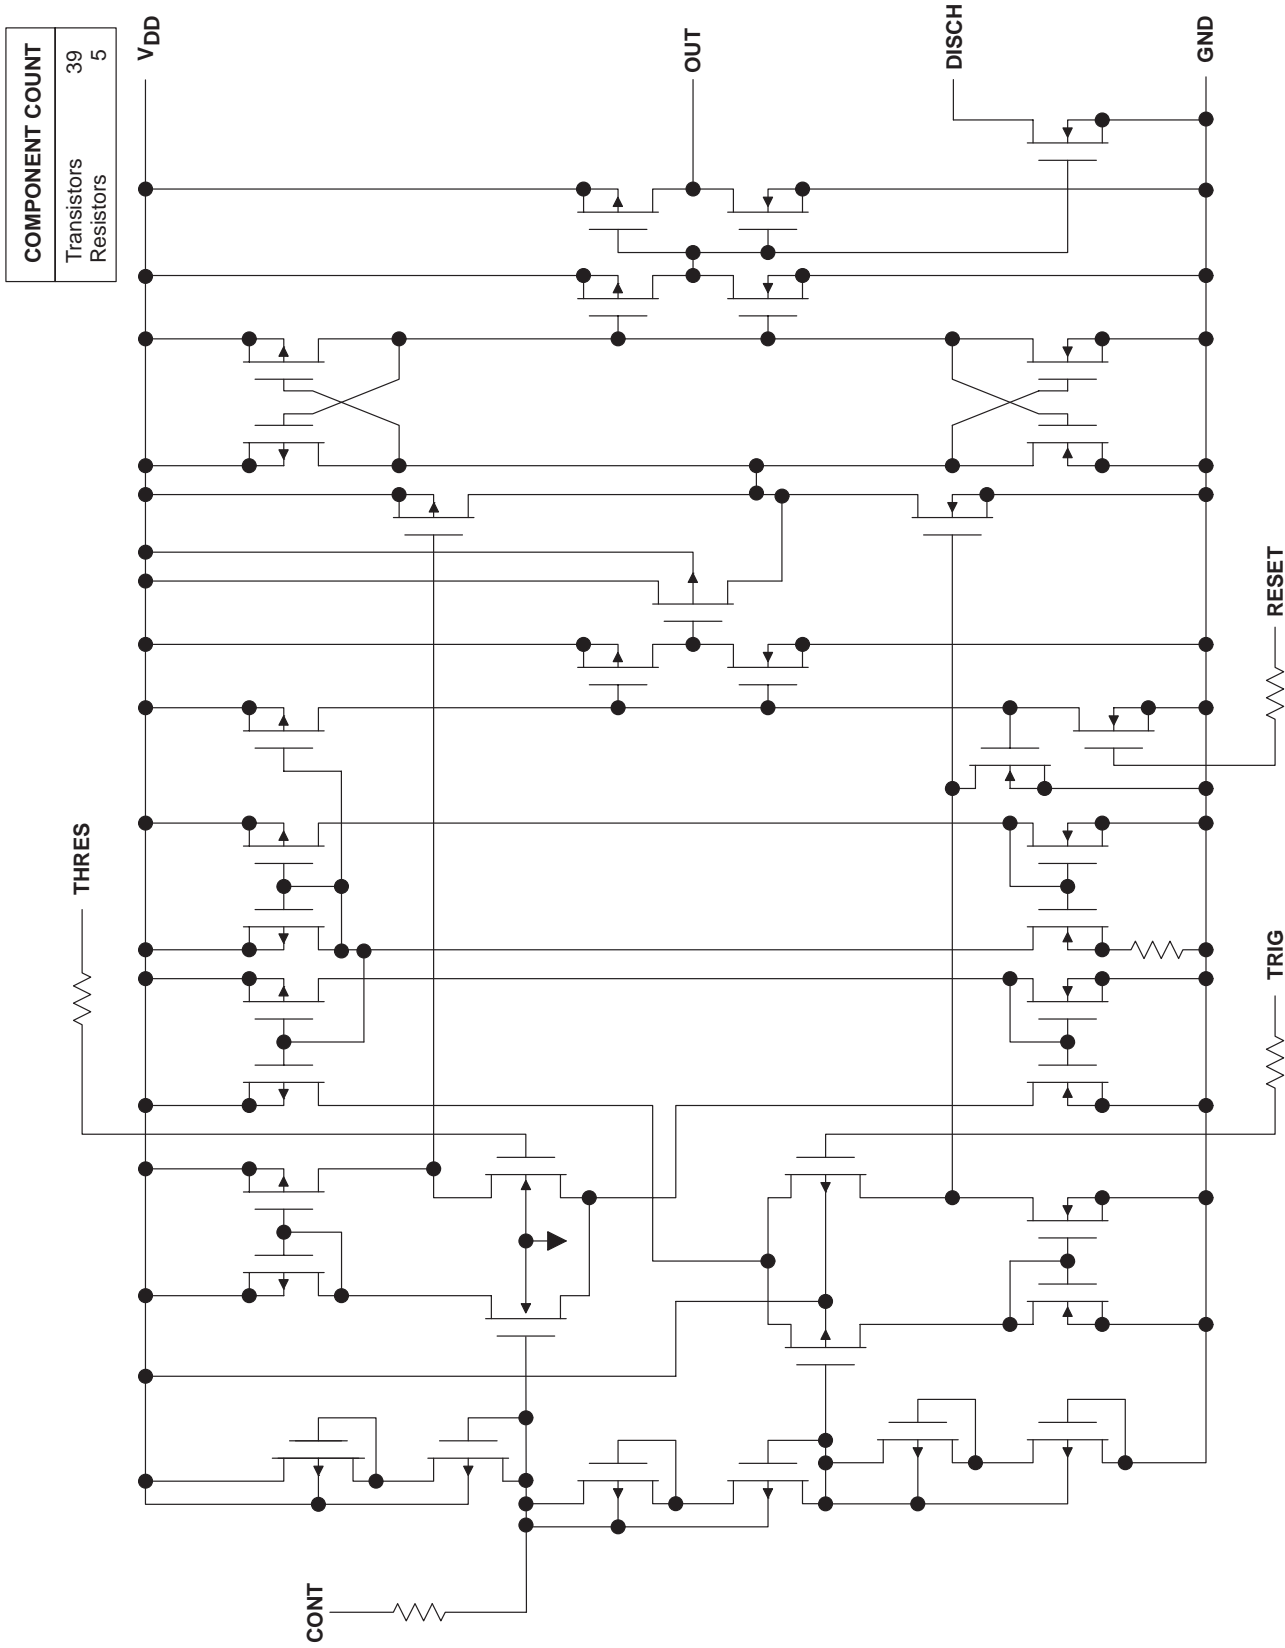 COMPONENT COUNT
Transistors 39
Resistors 5
VDD
OUT
DISCH
GND
RESET
THRES
TRIG
CONT